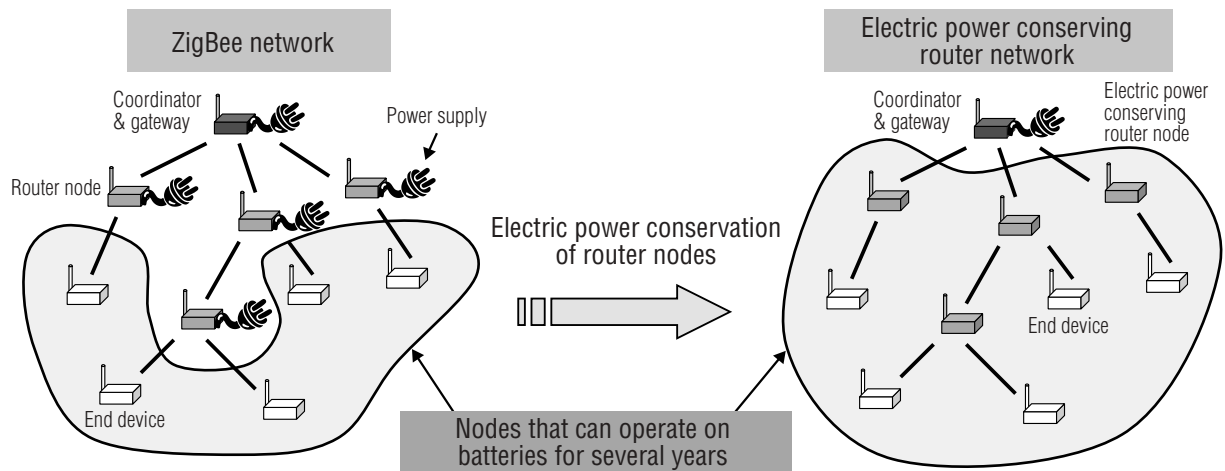 ZigBee network
Coordinator
& gateway
Power supply
Router node
End device
Electric power conservation
of router nodes
Nodes that can operate on
batteries for several years
Electric power conserving
router network
Coordinator
& gateway
Electric power
conserving
router node
End device